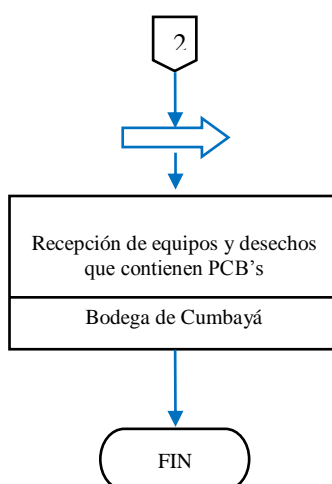 2
Recepción de equipos y desechos
que contienen PCB’s
Bodega de Cumbayá
FIN